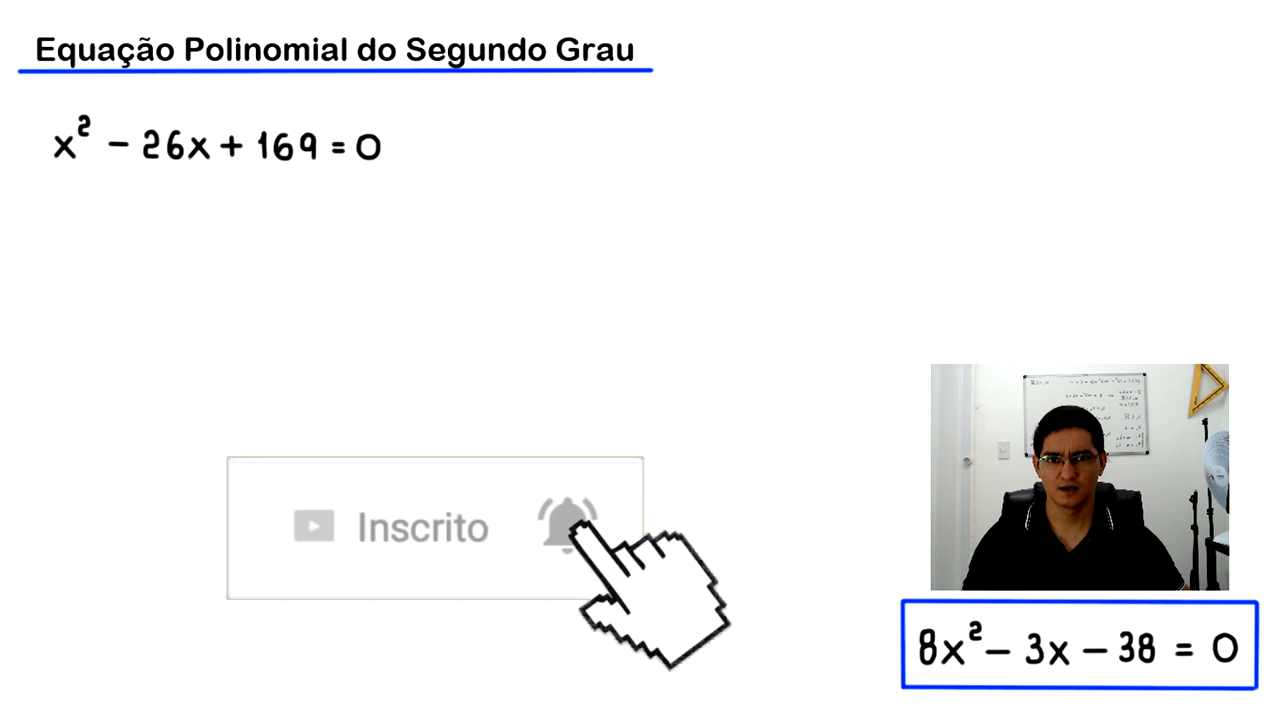 Equação Polinomial do Segundo Grau
x² - 26x + 169 = 0
Inscrito
8x² - 3x - 38 = 0